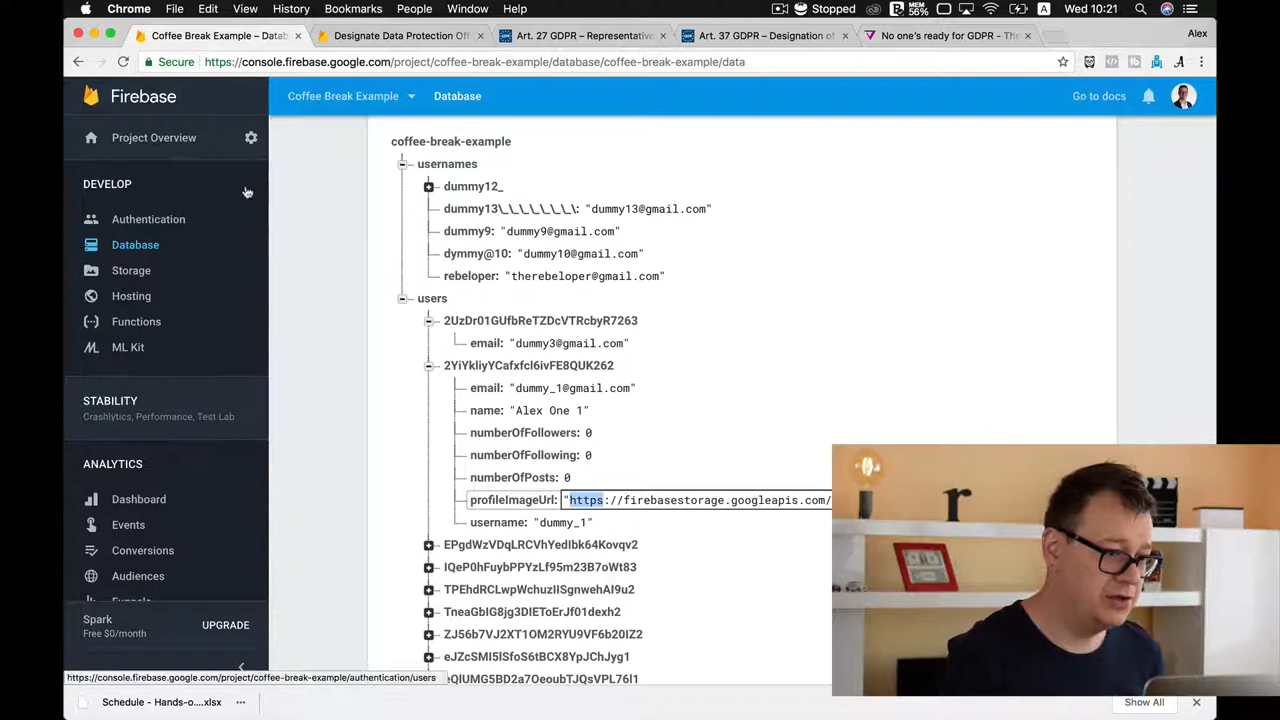 Chrome File Edit View History Bookmarks People Window Help
Stopped MEM 56% A Wed 10:21
Coffee Break Example – Datab
Designate Data Protection Off
Art. 27 GDPR – Representative
Art. 37 GDPR – Designation of
No one's ready for GDPR - The
Alex
Secure https://console.firebase.google.com/project/coffee-break-example/database/coffee-break-example/data
Firebase
Coffee Break Example Database Go to docs
Project Overview
DEVELOP
Authentication
Database
Storage
Hosting
Functions
ML Kit
STABILITY
Crashlytics, Performance, Test Lab
ANALYTICS
Dashboard
Events
Conversions
Audiences
Spark
Free $0/month
UPGRADE
coffee-break-example
usernames
dummy12_
dummy13\_\_\_\_\_\_\_\: "dummy13@gmail.com"
dummy9: "dummy9@gmail.com"
dymmy@10: "dummy10@gmail.com"
rebeloper: "therebeloper@gmail.com"
users
2UzDr01GUfbReTZDcVTRcbyR7263
email: "dummy3@gmail.com"
2YiYkliyYCafxfcl6ivFE8QUK262
email: "dummy_1@gmail.com"
name: "Alex One 1"
numberOfFollowers: 0
numberOfFollowing: 0
numberOfPosts: 0
profileImageUrl: "https://firebasestorage.googleapis.com/
username: "dummy_1"
EPgdWzVDqLRCVhYedlbk64Kovqv2
IQeP0hFuybPPYzLf95m23B7oWt83
TPEhdRCLwpWchuzIISgnwehAI9u2
TneaGbIG8jg3DIEToErJf01dexh2
ZJ56b7VJ2XT1OM2RYU9VF6b20IZ2
eJZcSMI5lSfoS6tBCX8YpJChJyg1
eQIUMG5BD2a7OeoubTJQsVPL76l1
https://console.firebase.google.com/project/coffee-break-example/authentication/users
Schedule - Hands-o....xlsx
Show All